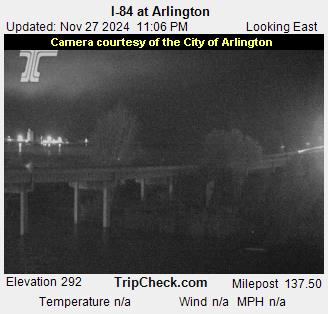 I-84 at Arlington
Updated: Nov 27 2024 11:06 PM Looking East
Camera courtesy of the City of Arlington
Elevation 292 TripCheck.com Milepost 137.50
Temperature n/a Wind n/a MPH n/a